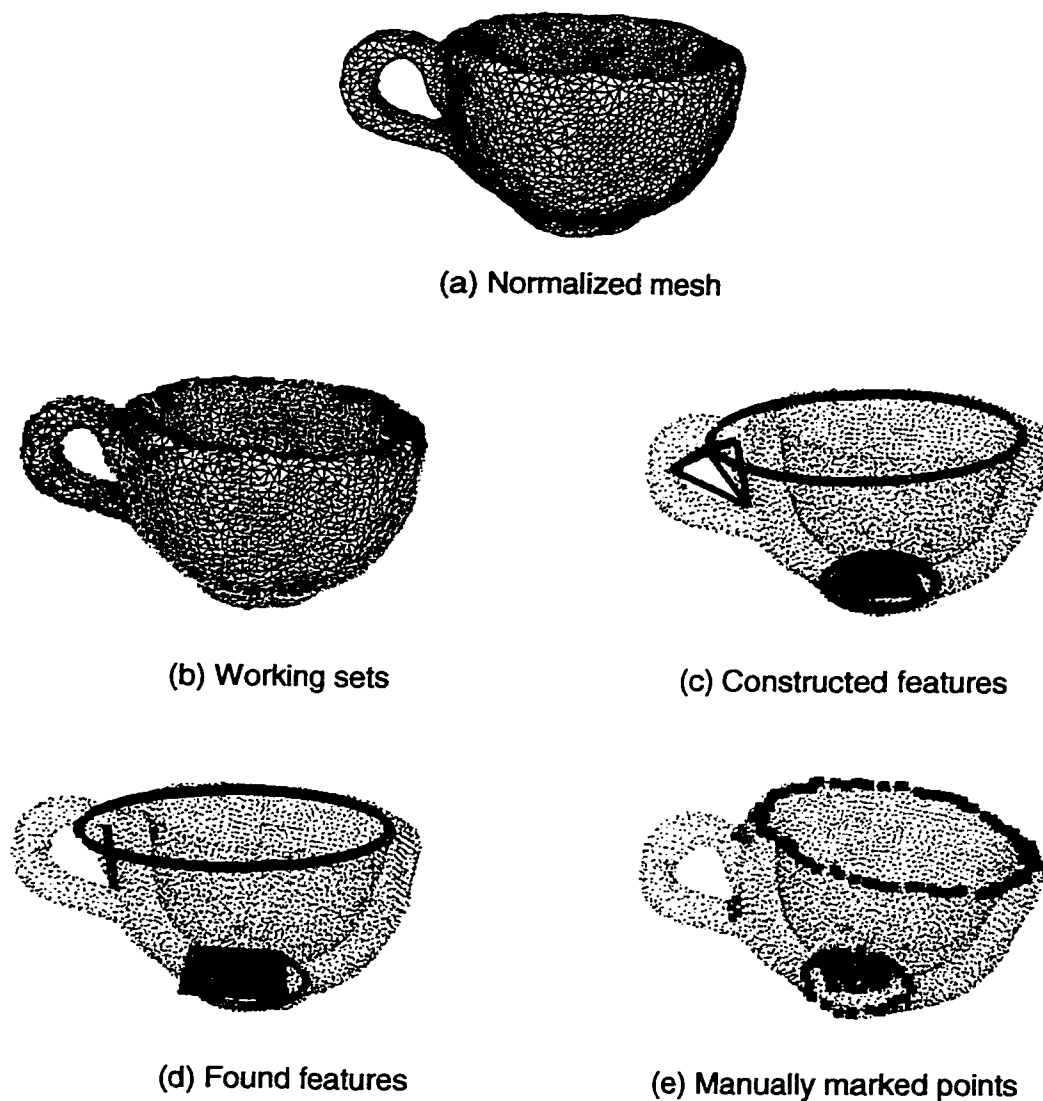 (a) Normalized mesh
(b) Working sets
(c) Constructed features
(d) Found features
(e) Manually marked points